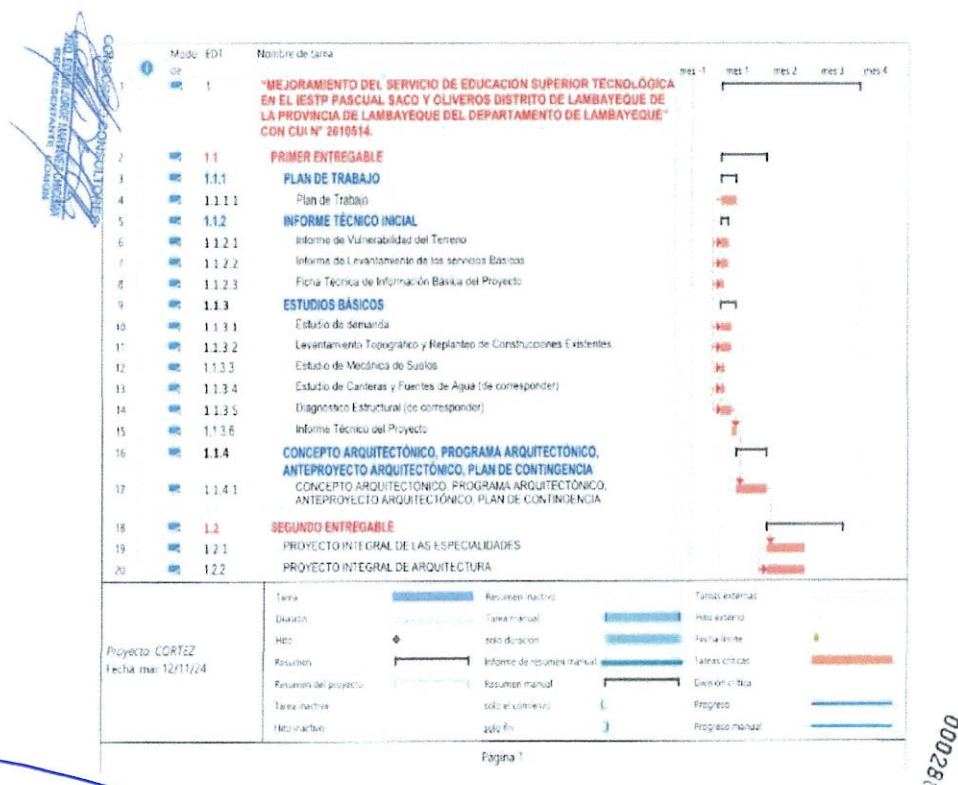 Modo EDT Nombre de tarea
de
mes -1 mes 1 mes 2 mes 3 mes 4
1 1 "MEJORAMIENTO DEL SERVICIO DE EDUCACION SUPERIOR TECNOLÓGICA
EN EL IESTP PASCUAL SACO Y OLIVEROS DISTRITO DE LAMBAYEQUE DE
LA PROVINCIA DE LAMBAYEQUE DEL DEPARTAMENTO DE LAMBAYEQUE"
CON CUI N° 2610514.
2 1.1 PRIMER ENTREGABLE
3 1.1.1 PLAN DE TRABAJO
4 1.1.1.1 Plan de Trabajo
5 1.1.2 INFORME TÉCNICO INICIAL
6 1.1.2.1 Informe de Vulnerabilidad del Terreno
7 1.1.2.2 Informe de Levantamiento de los servicios Básicos
8 1.1.2.3 Ficha Técnica de Información Básica del Proyecto
9 1.1.3 ESTUDIOS BÁSICOS
10 1.1.3.1 Estudio de demanda
11 1.1.3.2 Levantamiento Topográfico y Replanteo de Construcciones Existentes
12 1.1.3.3 Estudio de Mecánica de Suelos
13 1.1.3.4 Estudio de Canteras y Fuentes de Agua (de corresponder)
14 1.1.3.5 Diagnostico Estructural (de corresponder)
15 1.1.3.6 Informe Técnico del Proyecto
16 1.1.4 CONCEPTO ARQUITECTÓNICO, PROGRAMA ARQUITECTÓNICO,
ANTEPROYECTO ARQUITECTÓNICO, PLAN DE CONTINGENCIA
17 1.1.4.1 CONCEPTO ARQUITECTÓNICO, PROGRAMA ARQUITECTÓNICO,
ANTEPROYECTO ARQUITECTÓNICO, PLAN DE CONTINGENCIA
18 1.2 SEGUNDO ENTREGABLE
19 1.2.1 PROYECTO INTEGRAL DE LAS ESPECIALIDADES
20 1.2.2 PROYECTO INTEGRAL DE ARQUITECTURA
Proyecto: CORTEZ
Fecha: mar 12/11/24
Tarea Resumen inactivo Tareas externas
División Tarea manual Hito externo
Hito solo duración Fecha límite
Resumen Informe de resumen manual Tareas críticas
Resumen del proyecto Resumen manual División crítica
Tarea inactiva solo el comienzo Progreso
Hito inactivo solo fin Progreso manual
Página 1
CONSULTORES
REPRESENTANTE COMÚN